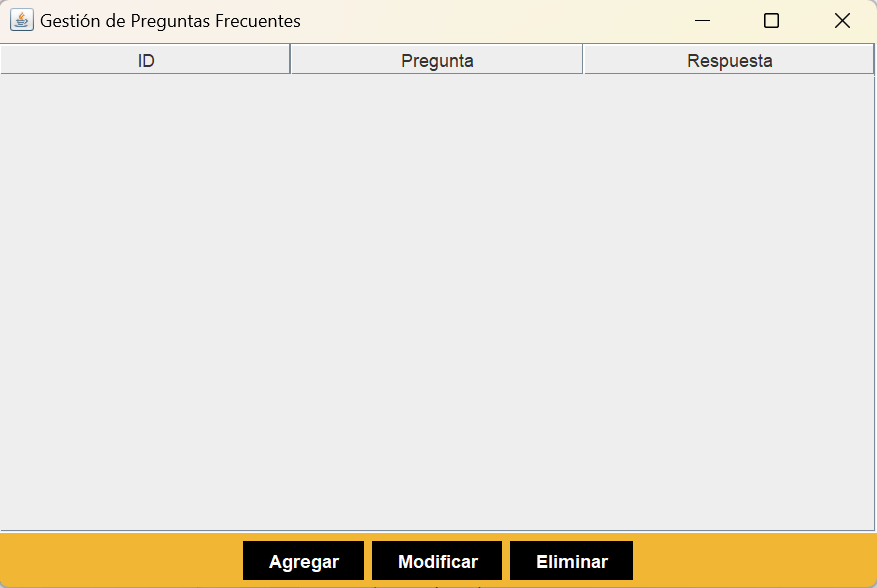 Gestión de Preguntas Frecuentes
ID Pregunta Respuesta
Agregar Modificar Eliminar